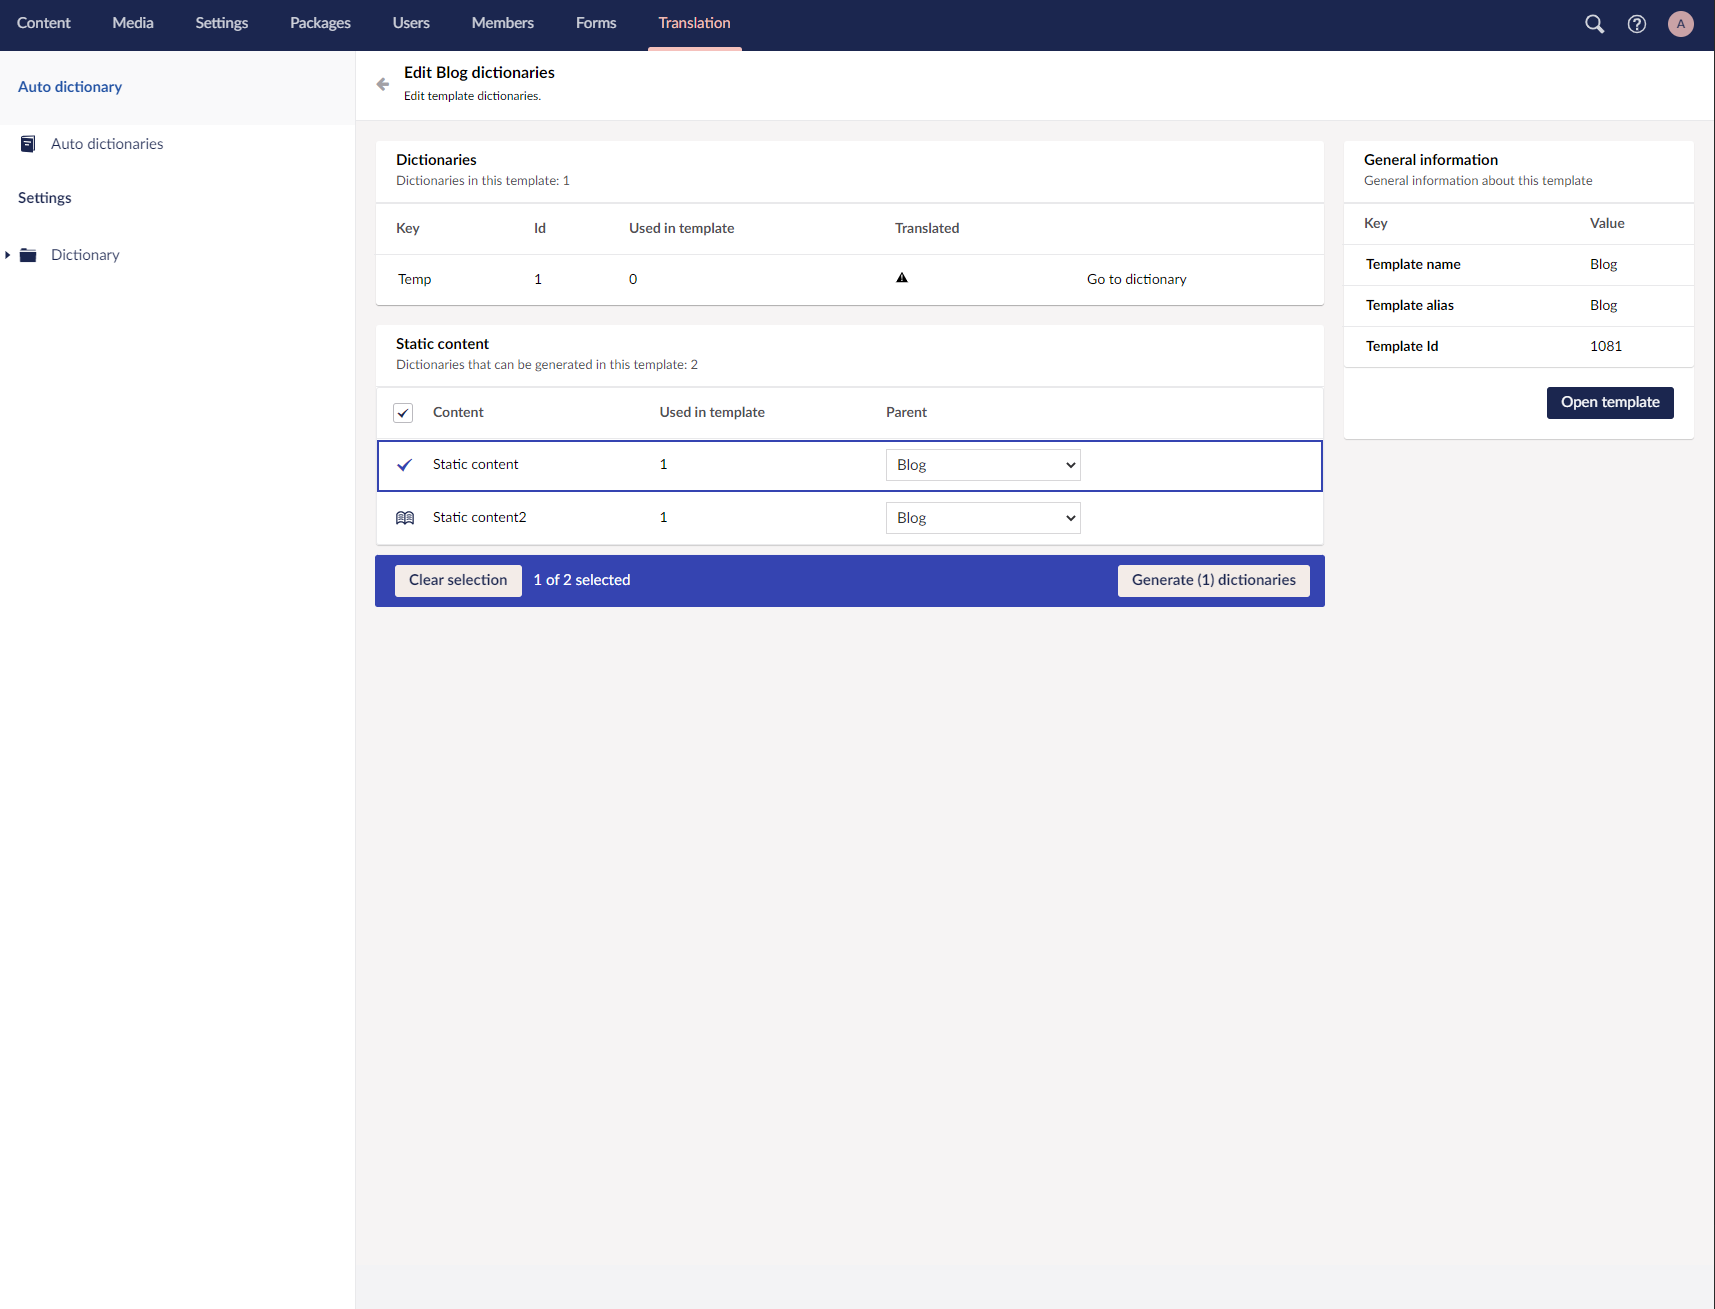 Content Media Settings Packages Users Members Forms Translation A
Auto dictionary
Auto dictionaries
Settings
Dictionary
Edit Blog dictionaries
Edit template dictionaries.
Dictionaries
Dictionaries in this template: 1
Key Id Used in template Translated
Temp 1 0 Go to dictionary
Static content
Dictionaries that can be generated in this template: 2
Content Used in template Parent
Static content 1 Blog
Static content2 1 Blog
Clear selection 1 of 2 selected Generate (1) dictionaries
General information
General information about this template
Key Value
Template name Blog
Template alias Blog
Template Id 1081
Open template